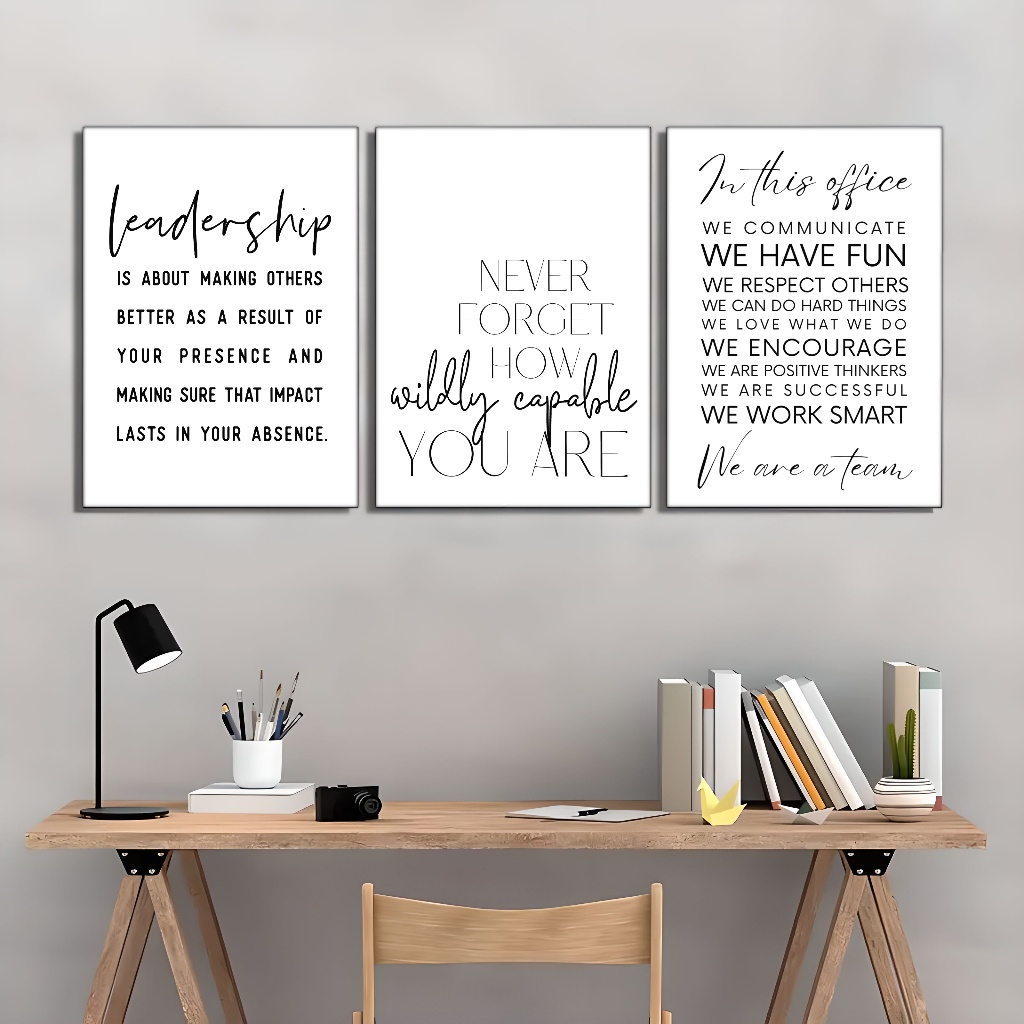 leadership
IS ABOUT MAKING OTHERS
BETTER AS A RESULT OF
YOUR PRESENCE AND
MAKING SURE THAT IMPACT
LASTS IN YOUR ABSENCE.
NEVER
FORGET
HOW
wildly capable
YOU ARE
In this office
WE COMMUNICATE
WE HAVE FUN
WE RESPECT OTHERS
WE CAN DO HARD THINGS
WE LOVE WHAT WE DO
WE ENCOURAGE
WE ARE POSITIVE THINKERS
WE ARE SUCCESSFUL
WE WORK SMART
We are a team